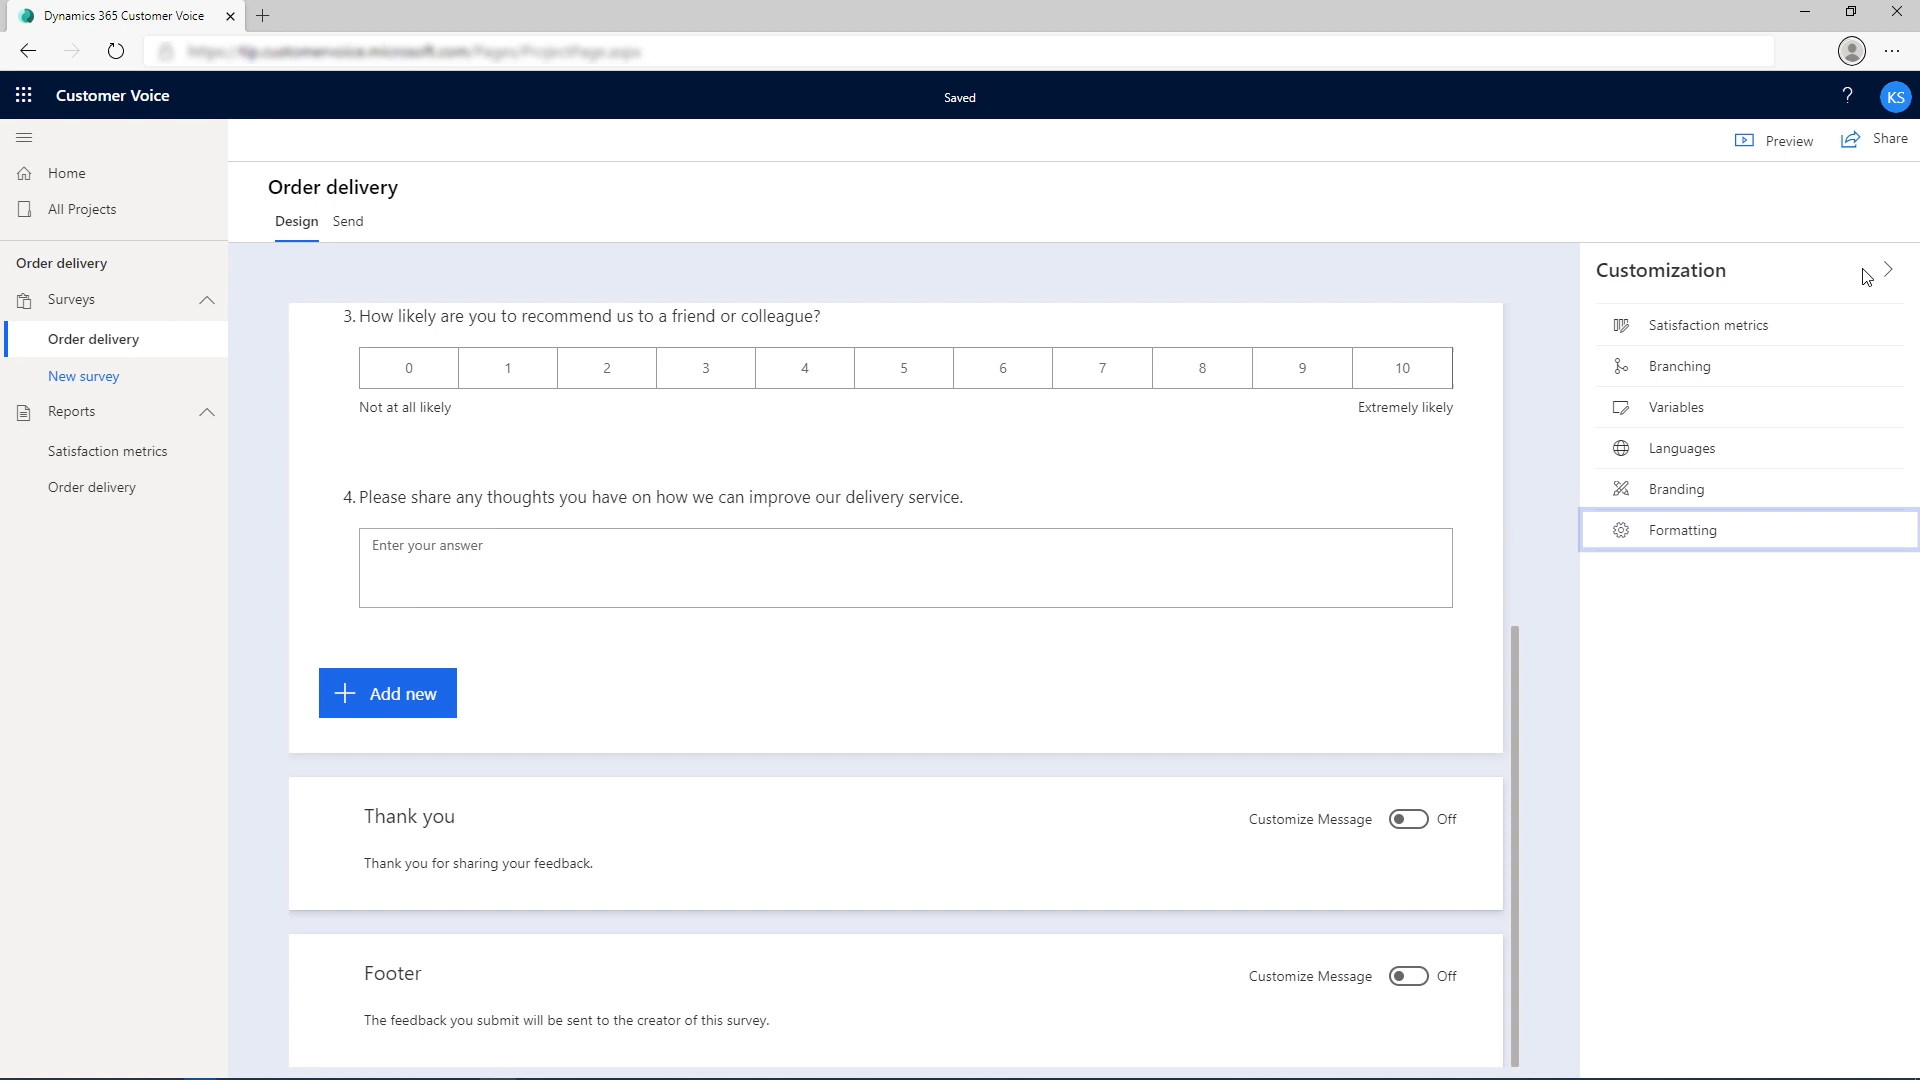 Dynamics 365 Customer Voice
Customer Voice
Saved
? KS
Preview Share
Home
All Projects
Order delivery
Surveys
Order delivery
New survey
Reports
Satisfaction metrics
Order delivery
Order delivery
Design Send
3. How likely are you to recommend us to a friend or colleague?
0 1 2 3 4 5 6 7 8 9 10
Not at all likely Extremely likely
4. Please share any thoughts you have on how we can improve our delivery service.
Enter your answer
Add new
Thank you
Customize Message Off
Thank you for sharing your feedback.
Footer
Customize Message Off
The feedback you submit will be sent to the creator of this survey.
Customization
Satisfaction metrics
Branching
Variables
Languages
Branding
Formatting